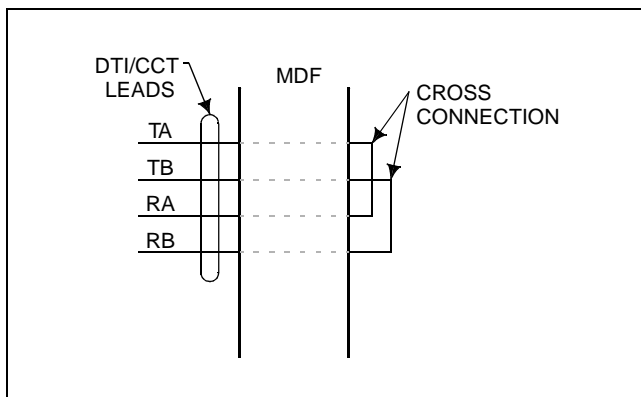 DTI/CCT
LEADS
MDF
CROSS
CONNECTION
TA
TB
RA
RB